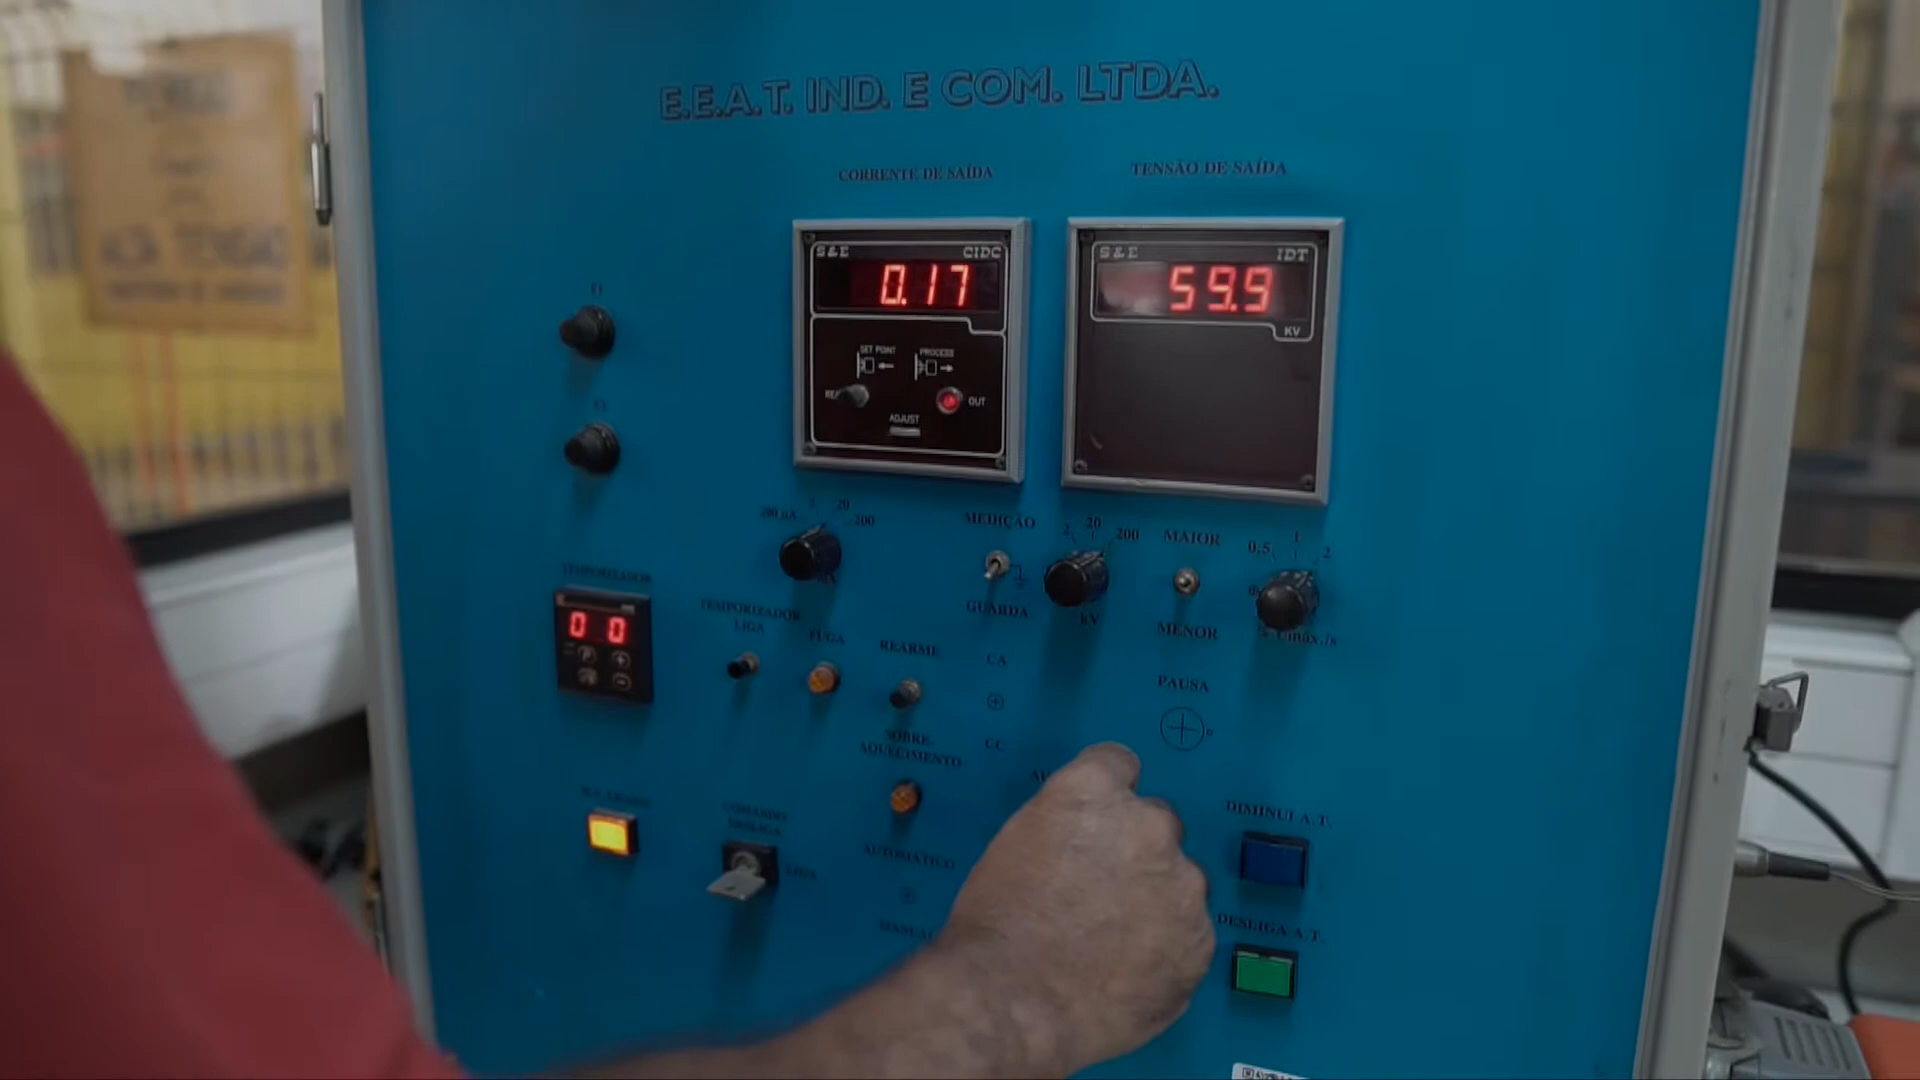 E.E.A.T. IND. E COM. LTDA.
CORRENTE DE SAÍDA
TENSÃO DE SAÍDA
S&E CIDC
0.17
SET POINT
PROCESS
OUT
ADJUST
S&E IDT
59.9
KV
20
200
MEDIÇÃO
GUARDA
2 20 200
kV
MAIOR
MENOR
0,5 1 2
TEMPORIZADOR
0 0
P +
-
TEMPORIZADOR
LIGA
FUGA
REARME
CA
CC
PAUSA
SOBRE-
AQUECIMENTO
COMANDO
DESLIGA
LIGA
AUTOMÁTICO
MANUAL
DIMINUI A.T.
DESLIGA A.T.
ALTA TENSÃO